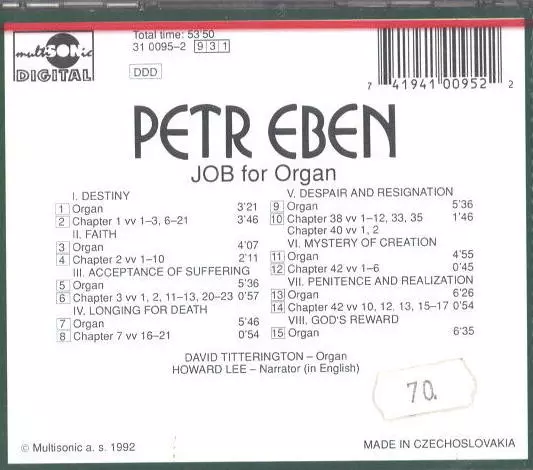 multiSONic
DIGITAL
Total time: 53'50
31 0095-2 931
DDD
7 41941 00952 2
PETR EBEN
JOB for Organ
I. DESTINY
1 Organ 3'21
2 Chapter 1 vv 1–3, 6–21 3'46
II. FAITH
3 Organ 4'07
4 Chapter 2 vv 1–10 2'11
III. ACCEPTANCE OF SUFFERING
5 Organ 5'36
6 Chapter 3 vv 1, 2, 11–13, 20–23 0'57
IV. LONGING FOR DEATH
7 Organ 5'46
8 Chapter 7 vv 16–21 0'54
V. DESPAIR AND RESIGNATION
9 Organ 5'36
10 Chapter 38 vv 1–12, 33, 35 1'46
Chapter 40 vv 1, 2
VI. MYSTERY OF CREATION
11 Organ 4'55
12 Chapter 42 vv 1–6 0'45
VII. PENITENCE AND REALIZATION
13 Organ 6'26
14 Chapter 42 vv 10, 12, 13, 15–17 0'54
VIII. GOD'S REWARD
15 Organ 6'35
DAVID TITTERINGTON – Organ
HOWARD LEE – Narrator (in English)
70.
© Multisonic a. s. 1992
MADE IN CZECHOSLOVAKIA